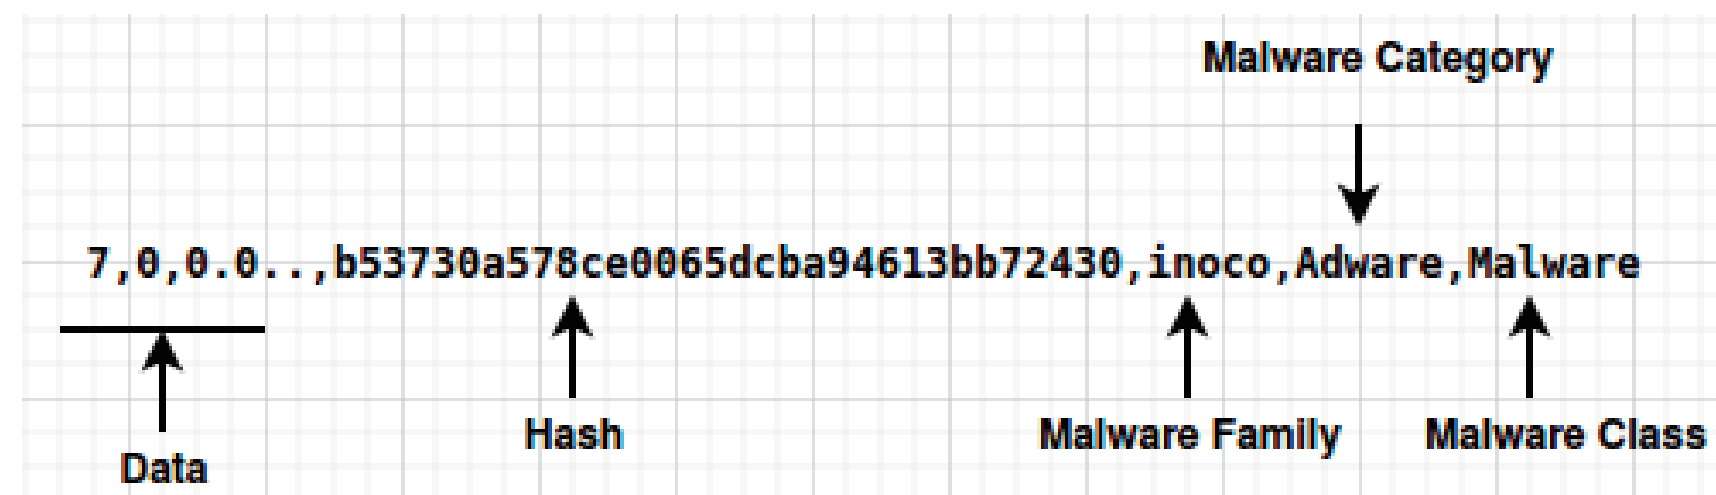 Malware Category
7,0,0.0..,b53730a578ce0065dcba94613bb72430,inoco,Adware,Malware
Hash
Malware Family
Malware Class
Data